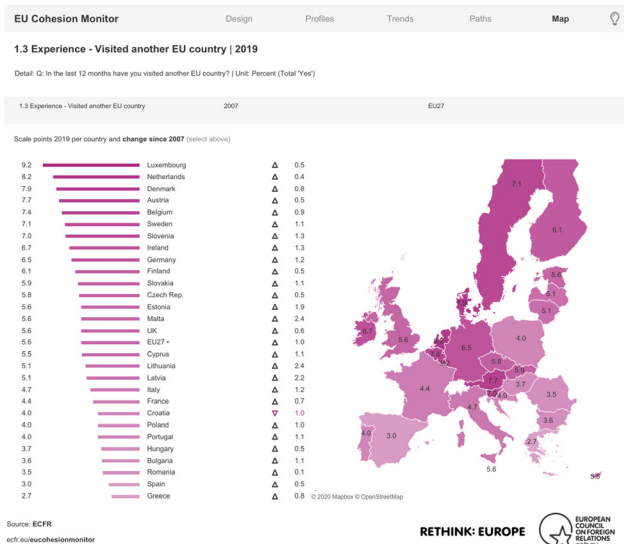 EU Cohesion Monitor Design Profiles Trends Paths Map
1.3 Experience - Visited another EU country | 2019
Detail: Q: In the last 12 months have you visited another EU country? | Unit: Percent (Total 'Yes')
1.3 Experience - Visited another EU country 2007 EU27
Scale points 2019 per country and change since 2007 (select above)
9.2 Luxembourg △ 0.5
8.2 Netherlands △ 0.4
7.9 Denmark △ 0.8
7.7 Austria △ 0.5
7.4 Belgium △ 0.9
7.1 Sweden △ 1.1
7.0 Slovenia △ 1.3
6.7 Ireland △ 1.3
6.5 Germany △ 1.2
6.1 Finland △ 0.5
5.9 Slovakia △ 1.1
5.8 Czech Rep. △ 0.5
5.6 Estonia △ 1.9
5.6 Malta △ 2.4
5.6 UK △ 0.6
5.6 EU27 • △ 1.0
5.5 Cyprus △ 1.1
5.1 Lithuania △ 2.4
5.1 Latvia △ 2.2
4.7 Italy △ 1.2
4.4 France △ 0.7
4.0 Croatia ▽ 1.0
4.0 Poland △ 1.0
4.0 Portugal △ 1.1
3.7 Hungary △ 0.5
3.6 Bulgaria △ 1.1
3.5 Romania △ 0.1
3.0 Spain △ 0.5
2.7 Greece △ 0.8
7.1
6.1
5.6
5.1
5.1
6.7
5.6
4.0
6.5
5.8
5.9
7.7
3.7
4.4
4.0
3.5
4.7
3.6
4.0
3.0
2.7
5.6
5.5
© 2020 Mapbox © OpenStreetMap
Source: ECFR
ecfr.eu/eucohesionmonitor
RETHINK: EUROPE
EUROPEAN
COUNCIL
ON FOREIGN
RELATIONS